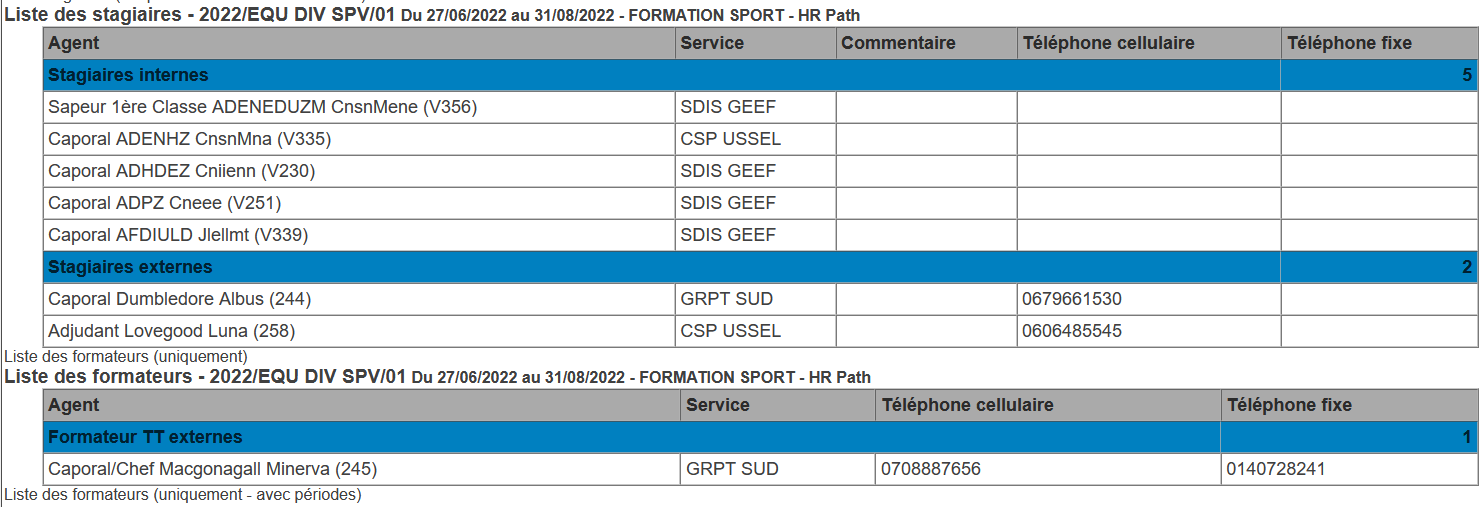 Liste des stagiaires - 2022/EQU DIV SPV/01 Du 27/06/2022 au 31/08/2022 - FORMATION SPORT - HR Path
Agent Service Commentaire Téléphone cellulaire Téléphone fixe
Stagiaires internes 5
Sapeur 1ère Classe ADENEDUZM CnsnMene (V356) SDIS GEEF
Caporal ADENHZ CnsnMna (V335) CSP USSEL
Caporal ADHDEZ Cniienn (V230) SDIS GEEF
Caporal ADPZ Cneee (V251) SDIS GEEF
Caporal AFDIULD Jlellmt (V339) SDIS GEEF
Stagiaires externes 2
Caporal Dumbledore Albus (244) GRPT SUD 0679661530
Adjudant Lovegood Luna (258) CSP USSEL 0606485545
Liste des formateurs (uniquement)
Liste des formateurs - 2022/EQU DIV SPV/01 Du 27/06/2022 au 31/08/2022 - FORMATION SPORT - HR Path
Agent Service Téléphone cellulaire Téléphone fixe
Formateur TT externes 1
Caporal/Chef Macgonagall Minerva (245) GRPT SUD 0708887656 0140728241
Liste des formateurs (uniquement - avec périodes)